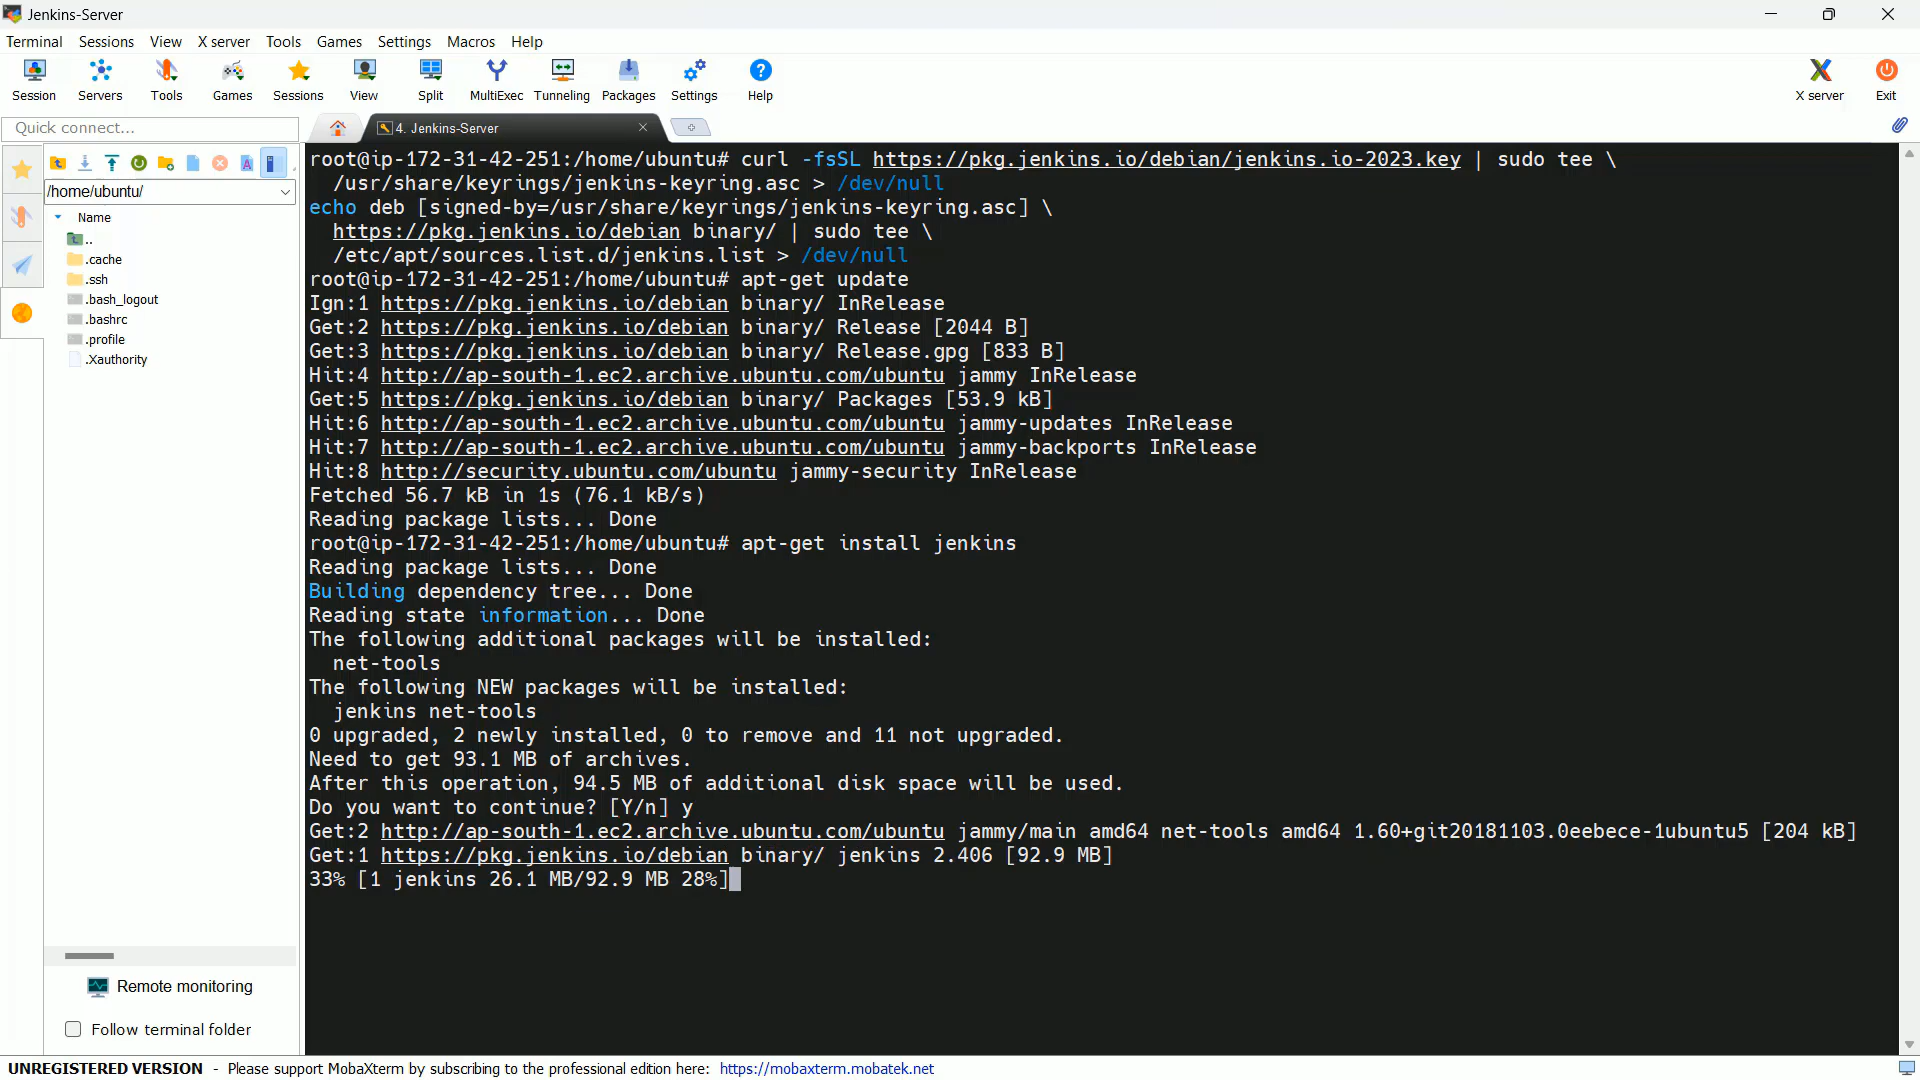 Jenkins-Server
Terminal Sessions View X server Tools Games Settings Macros Help
Session Servers Tools Games Sessions View Split MultiExec Tunneling Packages Settings Help X server Exit
Quick connect...
4. Jenkins-Server
/home/ubuntu/
Name
..
.cache
.ssh
.bash_logout
.bashrc
.profile
.Xauthority
Remote monitoring
Follow terminal folder
root@ip-172-31-42-251:/home/ubuntu# curl -fsSL https://pkg.jenkins.io/debian/jenkins.io-2023.key | sudo tee \
  /usr/share/keyrings/jenkins-keyring.asc > /dev/null
echo deb [signed-by=/usr/share/keyrings/jenkins-keyring.asc] \
  https://pkg.jenkins.io/debian binary/ | sudo tee \
  /etc/apt/sources.list.d/jenkins.list > /dev/null
root@ip-172-31-42-251:/home/ubuntu# apt-get update
Ign:1 https://pkg.jenkins.io/debian binary/ InRelease
Get:2 https://pkg.jenkins.io/debian binary/ Release [2044 B]
Get:3 https://pkg.jenkins.io/debian binary/ Release.gpg [833 B]
Hit:4 http://ap-south-1.ec2.archive.ubuntu.com/ubuntu jammy InRelease
Get:5 https://pkg.jenkins.io/debian binary/ Packages [53.9 kB]
Hit:6 http://ap-south-1.ec2.archive.ubuntu.com/ubuntu jammy-updates InRelease
Hit:7 http://ap-south-1.ec2.archive.ubuntu.com/ubuntu jammy-backports InRelease
Hit:8 http://security.ubuntu.com/ubuntu jammy-security InRelease
Fetched 56.7 kB in 1s (76.1 kB/s)
Reading package lists... Done
root@ip-172-31-42-251:/home/ubuntu# apt-get install jenkins
Reading package lists... Done
Building dependency tree... Done
Reading state information... Done
The following additional packages will be installed:
  net-tools
The following NEW packages will be installed:
  jenkins net-tools
0 upgraded, 2 newly installed, 0 to remove and 11 not upgraded.
Need to get 93.1 MB of archives.
After this operation, 94.5 MB of additional disk space will be used.
Do you want to continue? [Y/n] y
Get:2 http://ap-south-1.ec2.archive.ubuntu.com/ubuntu jammy/main amd64 net-tools amd64 1.60+git20181103.0eebece-1ubuntu5 [204 kB]
Get:1 https://pkg.jenkins.io/debian binary/ jenkins 2.406 [92.9 MB]
33% [1 jenkins 26.1 MB/92.9 MB 28%]
UNREGISTERED VERSION - Please support MobaXterm by subscribing to the professional edition here: https://mobaxterm.mobatek.net